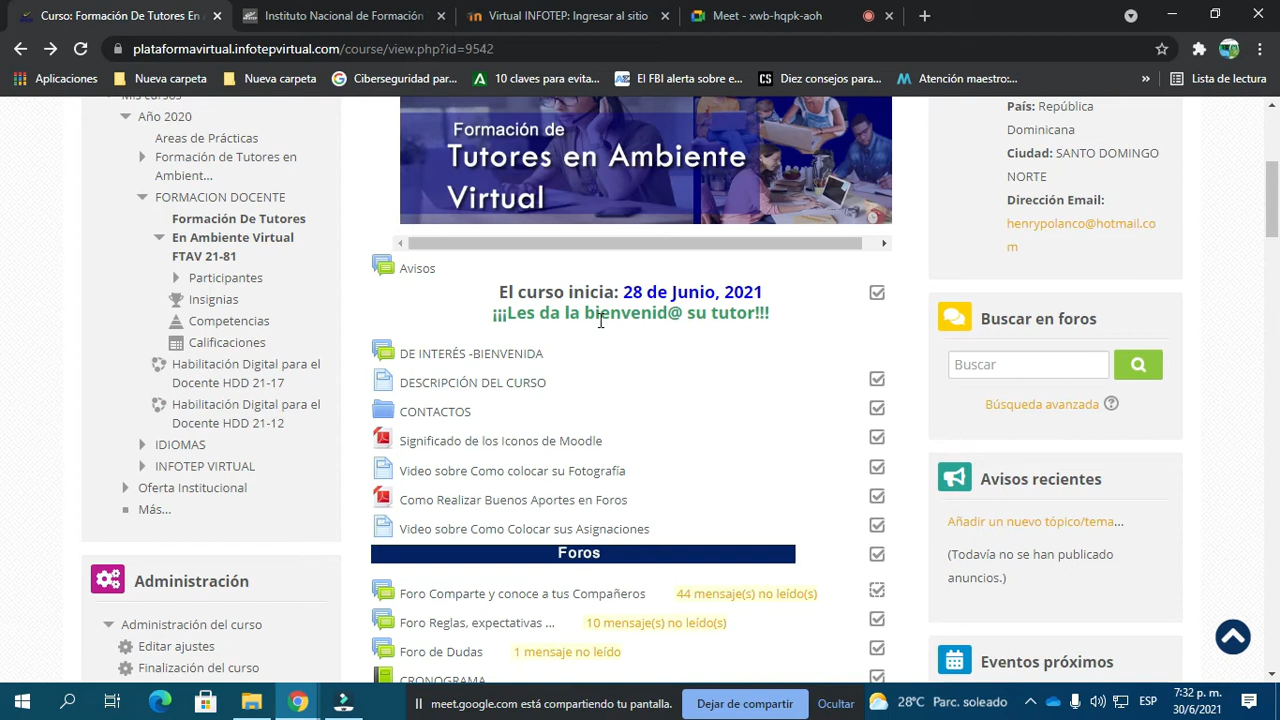 Curso: Formación De Tutores En
Instituto Nacional de Formación
Virtual INFOTEP: Ingresar al sitio
Meet - xwb-hqpk-aoh
plataformavirtual.infotepvirtual.com/course/view.php?id=9542
Aplicaciones
Nueva carpeta
Nueva carpeta
Ciberseguridad par...
10 claves para evita...
El FBI alerta sobre e...
Diez consejos para...
Atención maestro:...
»
Lista de lectura
Mis cursos
Año 2020
Areas de Prácticas
Formación de Tutores en
Ambient...
FORMACION DOCENTE
Formación De Tutores
En Ambiente Virtual
FTAV 21-81
Participantes
Insignias
Competencias
Calificaciones
Habilitación Digital para el
Docente HDD 21-17
Habilitación Digital para el
Docente HDD 21-12
IDIOMAS
INFOTEP VIRTUAL
Oferta Institucional
Más...
Administración
Administración del curso
Editar ajustes
Finalización del curso
Formación de
Tutores en Ambiente
Virtual
Avisos
El curso inicia: 28 de Junio, 2021
¡¡¡Les da la bienvenid@ su tutor!!!
DE INTERÉS -BIENVENIDA
DESCRIPCIÓN DEL CURSO
CONTACTOS
Significado de los Iconos de Moodle
Video sobre Como colocar su Fotografía
Como Realizar Buenos Aportes en Foros
Video sobre Como Colocar sus Asignaciones
Foros
Foro Comparte y conoce a tus Compañeros 44 mensaje(s) no leído(s)
Foro Reglas, expectativas ... 10 mensaje(s) no leído(s)
Foro de Dudas 1 mensaje no leído
CRONOGRAMA
País: República
Dominicana
Ciudad: SANTO DOMINGO
NORTE
Dirección Email:
henrypolanco@hotmail.co
m
Buscar en foros
Buscar
Búsqueda avanzada
Avisos recientes
Añadir un nuevo tópico/tema...
(Todavía no se han publicado
anuncios.)
Eventos próximos
meet.google.com está compartiendo tu pantalla.
Dejar de compartir
Ocultar
28°C Parc. soleado
ESP
7:32 p. m.
30/6/2021